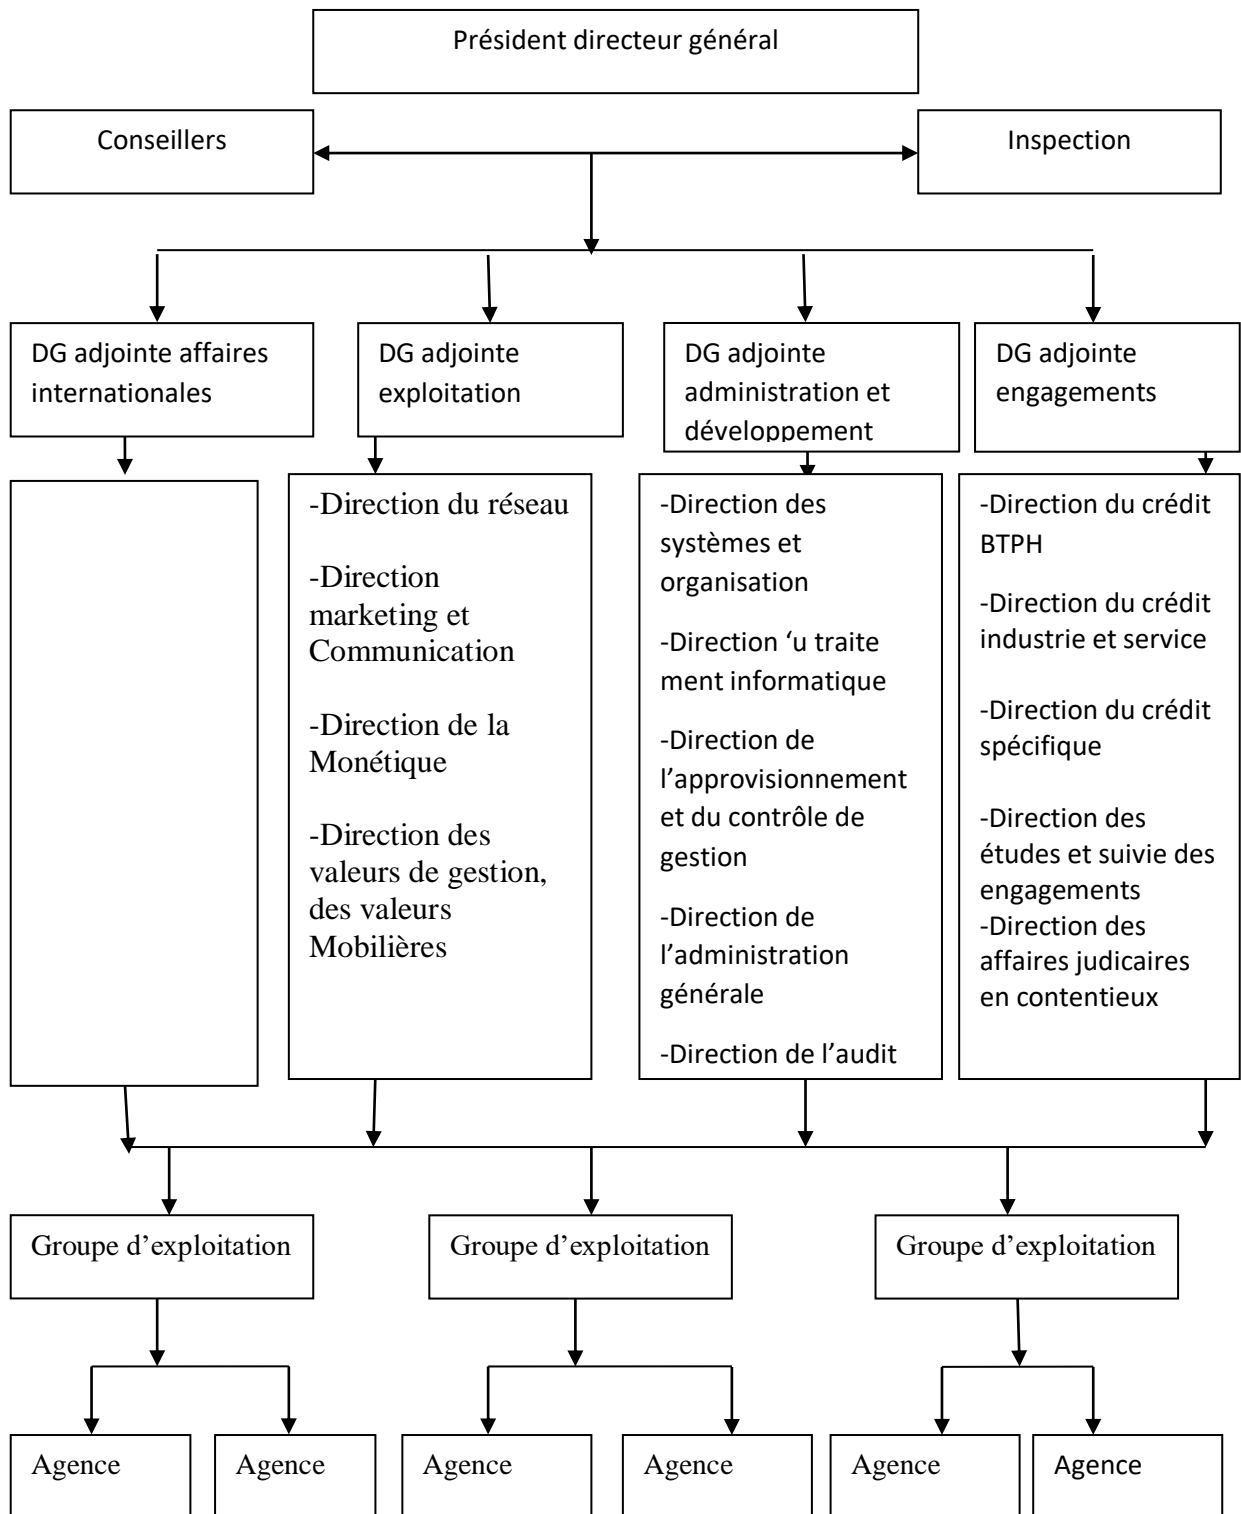 Président directeur général
Conseillers
Inspection
DG adjointe affaires
internationales
DG adjointe
exploitation
DG adjointe
administration et
développement
DG adjointe
engagements
-Direction du réseau
-Direction
marketing et
Communication
-Direction de la
Monétique
-Direction des
valeurs de gestion,
des valeurs
Mobilières
-Direction des
systèmes et
organisation
-Direction ‘u traite
ment informatique
-Direction de
l’approvisionnement
et du contrôle de
gestion
-Direction de
l’administration
générale
-Direction de l’audit
-Direction du crédit
BTPH
-Direction du crédit
industrie et service
-Direction du crédit
spécifique
-Direction des
études et suivie des
engagements
-Direction des
affaires judicaires
en contentieux
Groupe d’exploitation
Groupe d’exploitation
Groupe d’exploitation
Agence
Agence
Agence
Agence
Agence
Agence